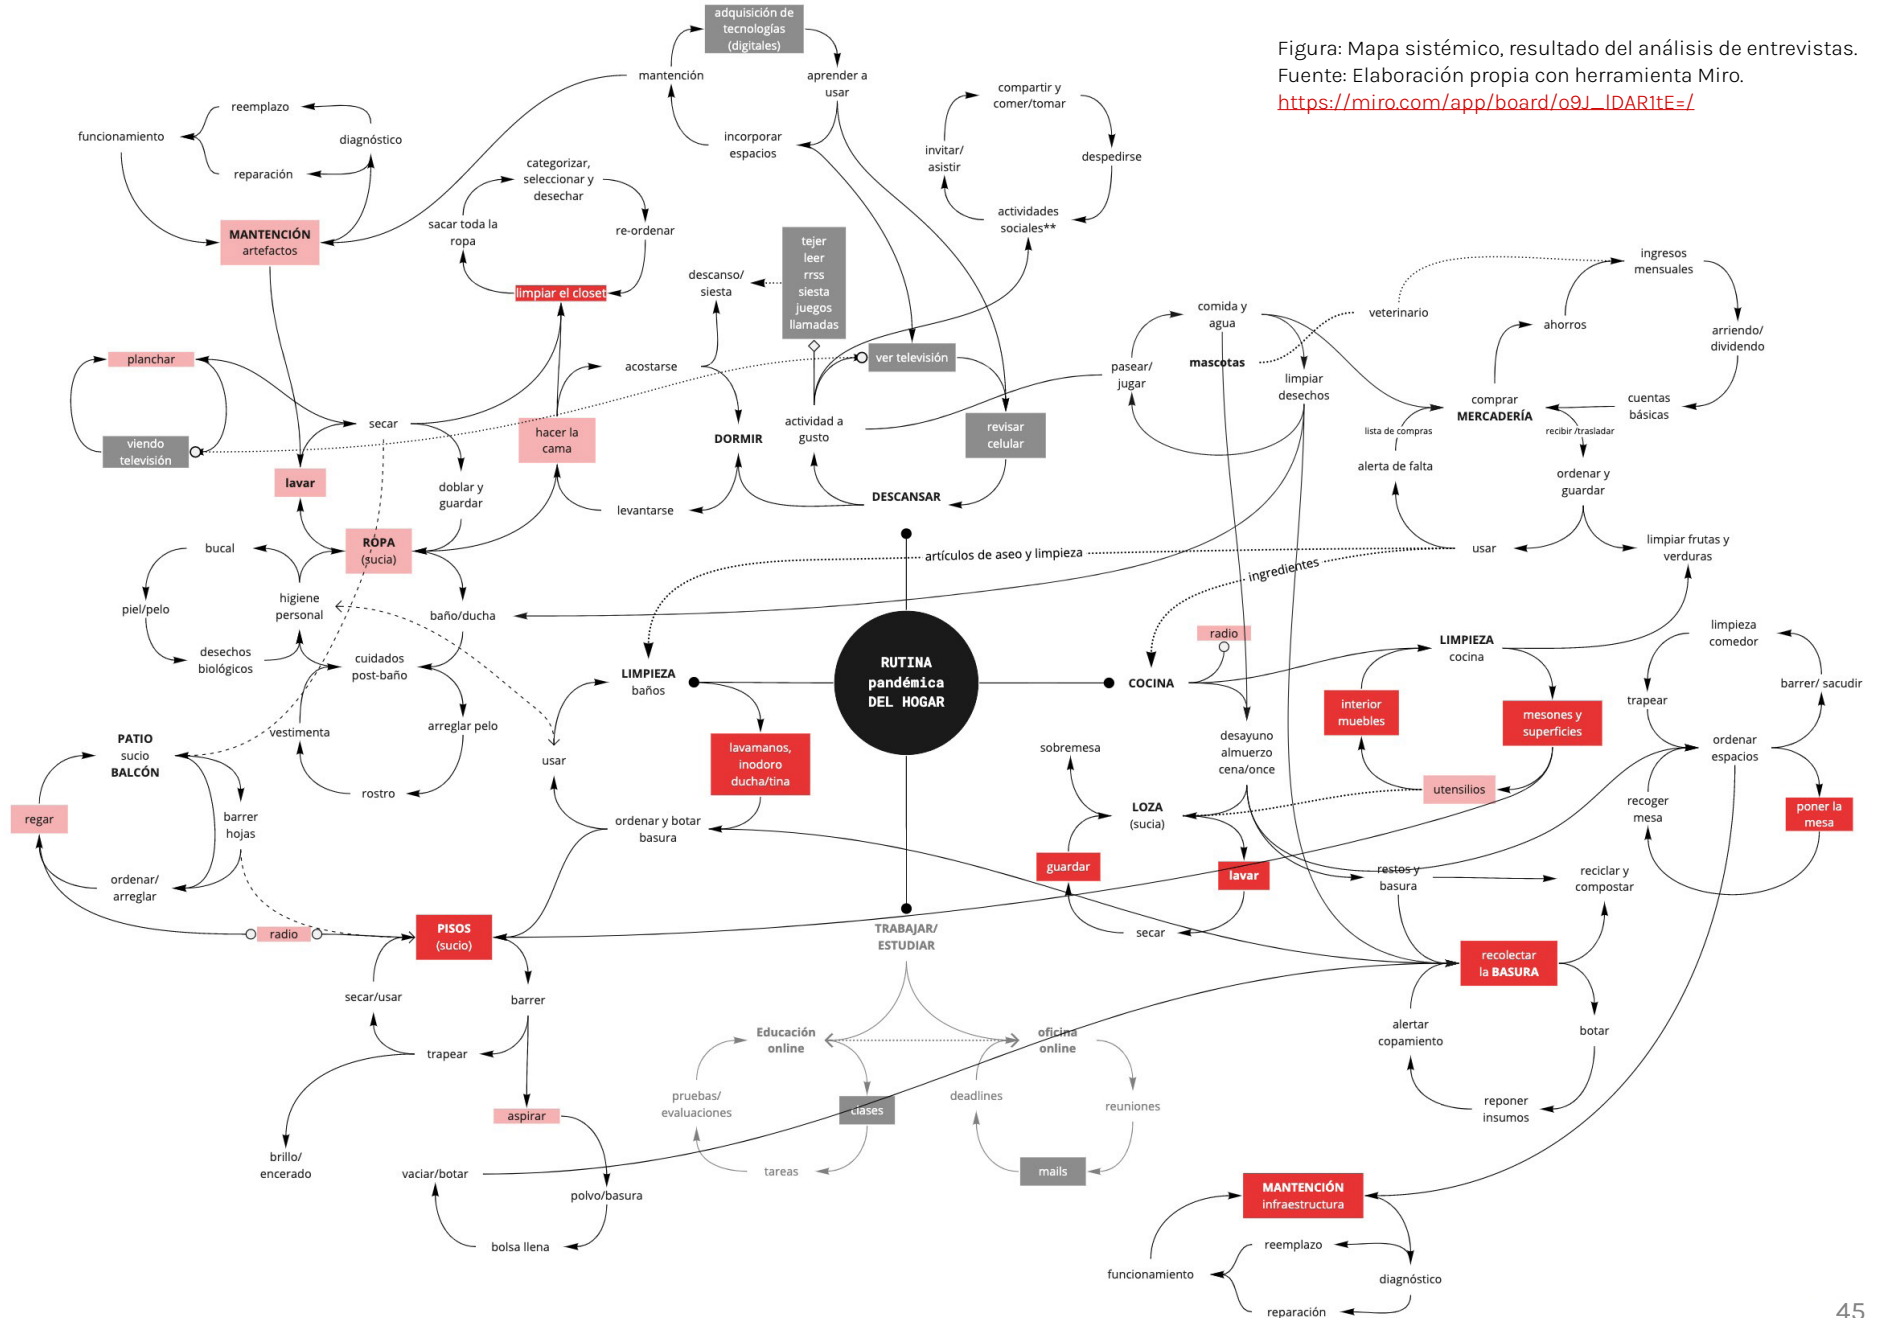 Figura: Mapa sistémico, resultado del análisis de entrevistas.
Fuente: Elaboración propia con herramienta Miro.
https://miro.com/app/board/o9J_lDAR1tE=/
adquisición de
tecnologías
(digitales)
mantención
aprender a
usar
incorporar
espacios
reemplazo
funcionamiento
diagnóstico
reparación
MANTENCIÓN
artefactos
categorizar,
seleccionar y
desechar
sacar toda la
ropa
re-ordenar
limpiar el closet
compartir y
comer/tomar
invitar/
asistir
despedirse
actividades
sociales**
tejer
leer
rrss
siesta
juegos
llamadas
descanso/
siesta
acostarse
ver televisión
actividad a
gusto
revisar
celular
DORMIR
DESCANSAR
levantarse
hacer la
cama
planchar
viendo
televisión
secar
lavar
doblar y
guardar
ROPA
(sucia)
comida y
agua
mascotas
veterinario
pasear/
jugar
limpiar
desechos
ingresos
mensuales
ahorros
arriendo/
dividendo
comprar
MERCADERÍA
cuentas
básicas
lista de compras
recibir /trasladar
alerta de falta
ordenar y
guardar
usar
limpiar frutas y
verduras
artículos de aseo y limpieza
ingredientes
bucal
piel/pelo
higiene
personal
desechos
biológicos
baño/ducha
cuidados
post-baño
arreglar pelo
vestimenta
rostro
LIMPIEZA
baños
RUTINA
pandémica
DEL HOGAR
radio
COCINA
LIMPIEZA
cocina
interior
muebles
mesones y
superficies
utensilios
limpieza
comedor
trapear
barrer/ sacudir
ordenar
espacios
recoger
mesa
poner la
mesa
PATIO
sucio
BALCÓN
regar
barrer
hojas
ordenar/
arreglar
usar
lavamanos,
inodoro
ducha/tina
ordenar y botar
basura
sobremesa
desayuno
almuerzo
cena/once
LOZA
(sucia)
guardar
lavar
secar
restos y
basura
reciclar y
compostar
radio
PISOS
(sucio)
TRABAJAR/
ESTUDIAR
recolectar
la BASURA
secar/usar
barrer
trapear
aspirar
brillo/
encerado
vaciar/botar
polvo/basura
bolsa llena
Educación
online
oficina
online
pruebas/
evaluaciones
clases
tareas
deadlines
reuniones
mails
alertar
copamiento
botar
reponer
insumos
MANTENCIÓN
infraestructura
reemplazo
funcionamiento
diagnóstico
reparación
45